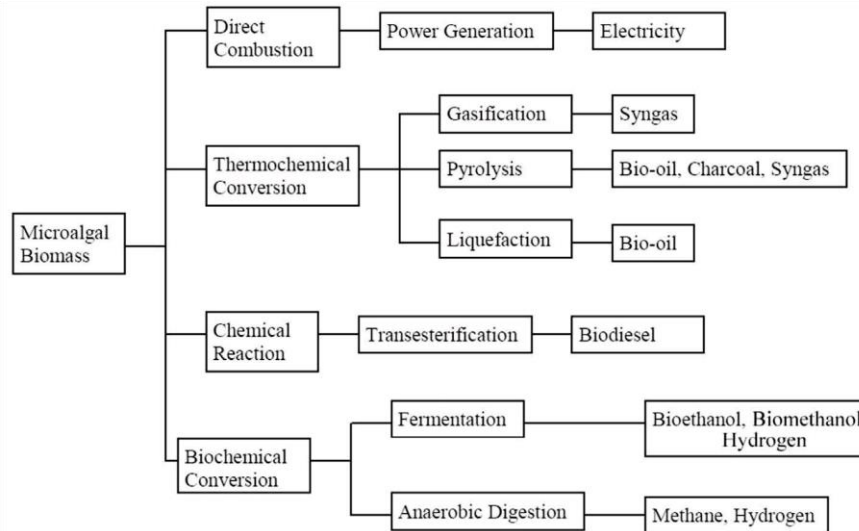 Direct
Combustion
Power Generation
Electricity
Gasification
Syngas
Thermochemical
Conversion
Pyrolysis
Bio-oil, Charcoal, Syngas
Liquefaction
Bio-oil
Microalgal
Biomass
Chemical
Reaction
Transesterification
Biodiesel
Fermentation
Bioethanol, Biomethanol
Hydrogen
Biochemical
Conversion
Anaerobic Digestion
Methane, Hydrogen